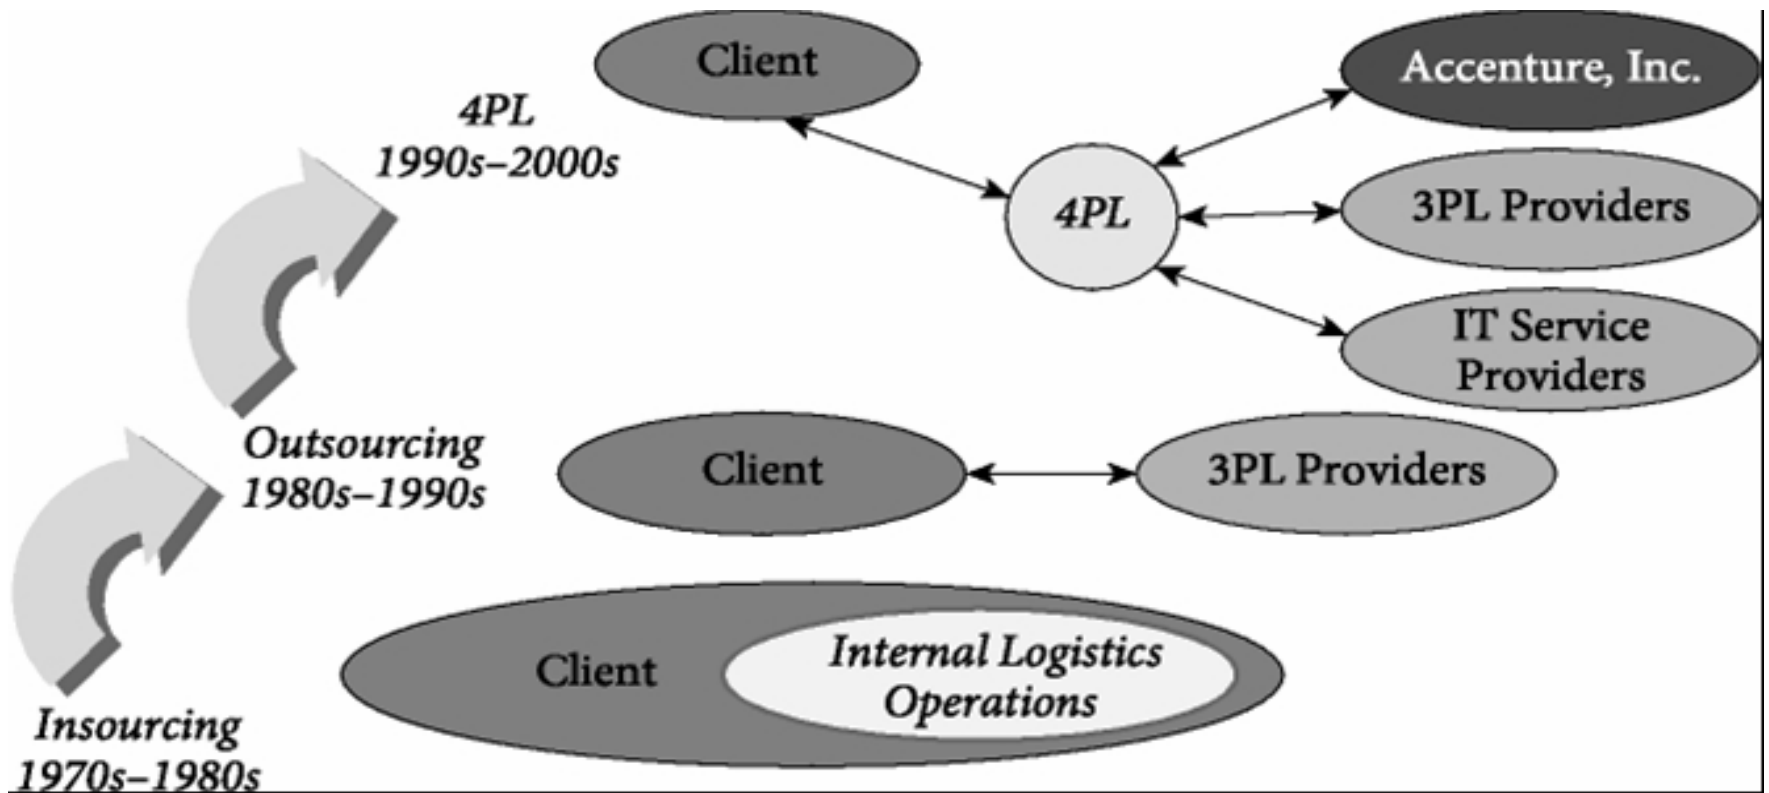 Client
Accenture, Inc.
4PL
1990s–2000s
4PL
3PL Providers
IT Service
Providers
Outsourcing
1980s–1990s
Client
3PL Providers
Client
Internal Logistics
Operations
Insourcing
1970s–1980s